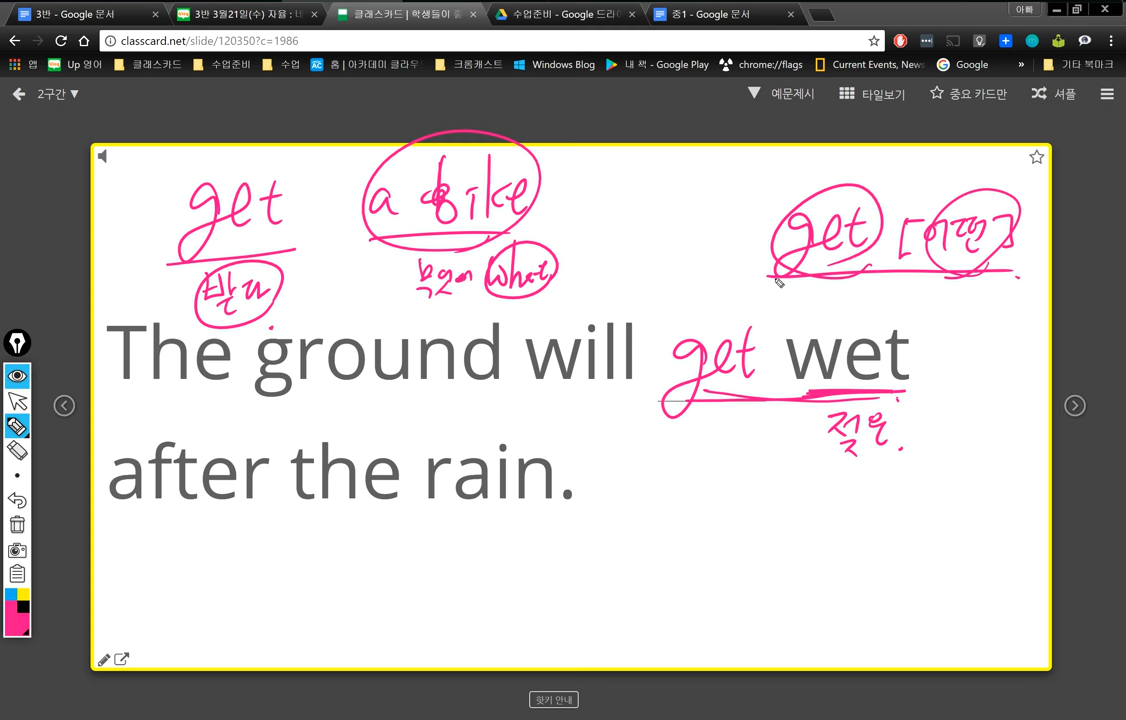 3반 - Google 문서
3반 3월21일(수) 자율 : 네
클래스카드 | 학생들이 좋
수업준비 - Google 드라이
중1 - Google 문서
아빠
classcard.net/slide/120350?c=1986
앱
Up 영어
클래스카드
수업준비
수업
홈 | 아카데미 클라우
크롬캐스트
Windows Blog
내 책 - Google Play
chrome://flags
Current Events, News
Google
»
기타 북마크
2구간 ▼
예문제시
타일보기
중요 카드만
셔플
get a bike
get [어떤]
받다
무엇 what
The ground will get wet
젖은.
after the rain.
핫키 안내